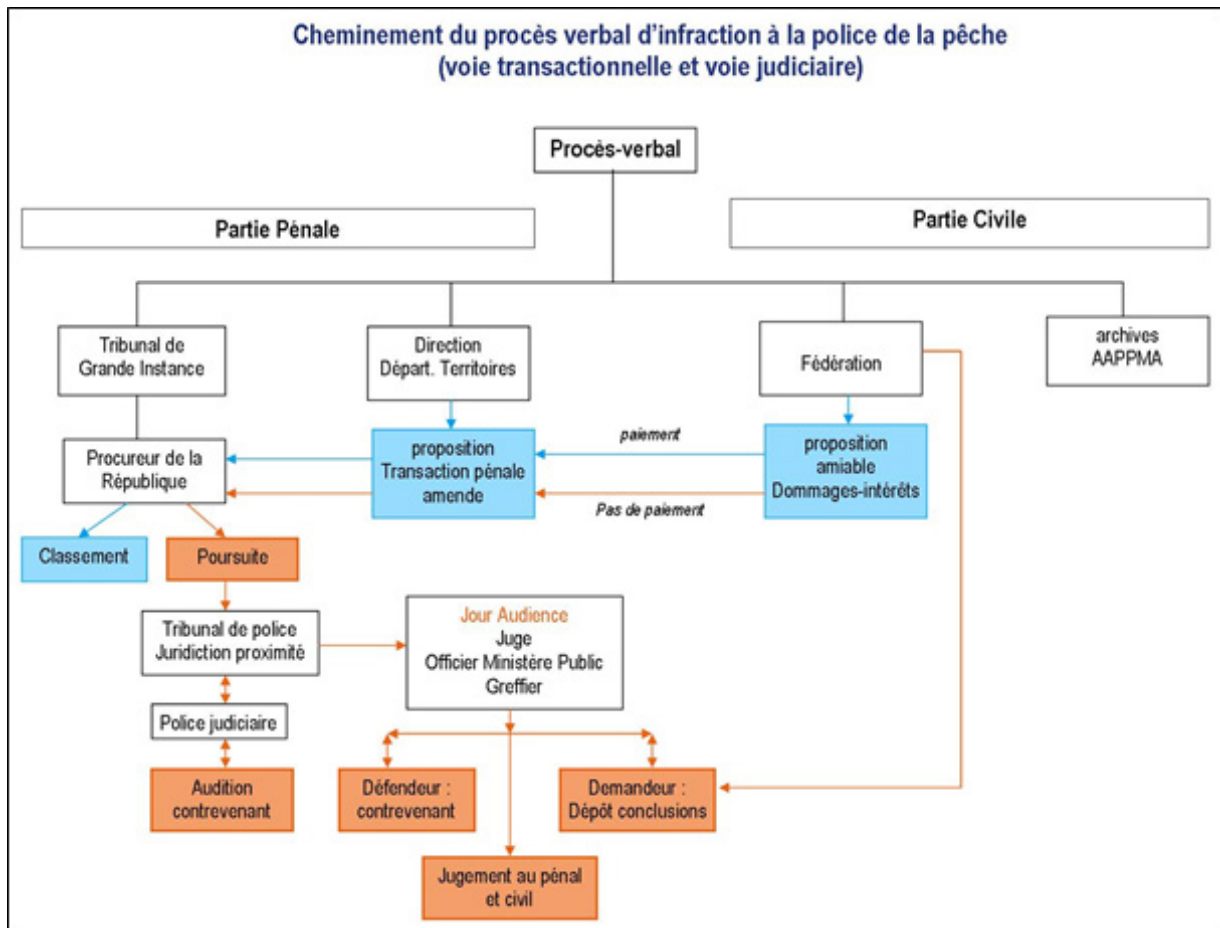 Cheminement du procès verbal d'infraction à la police de la pêche
(voie transactionnelle et voie judiciaire)
Procès-verbal
Partie Pénale
Partie Civile
Tribunal de
Grande Instance
Direction
Départ. Territoires
Fédération
archives
AAPPMA
Procureur de la
République
proposition
Transaction pénale
amende
paiement
Pas de paiement
proposition
amiable
Dommages-intérêts
Classement
Poursuite
Tribunal de police
Juridiction proximité
Jour Audience
Juge
Officier Ministère Public
Greffier
Police judiciaire
Audition
contrevenant
Défendeur :
contrevenant
Demandeur :
Dépôt conclusions
Jugement au pénal
et civil